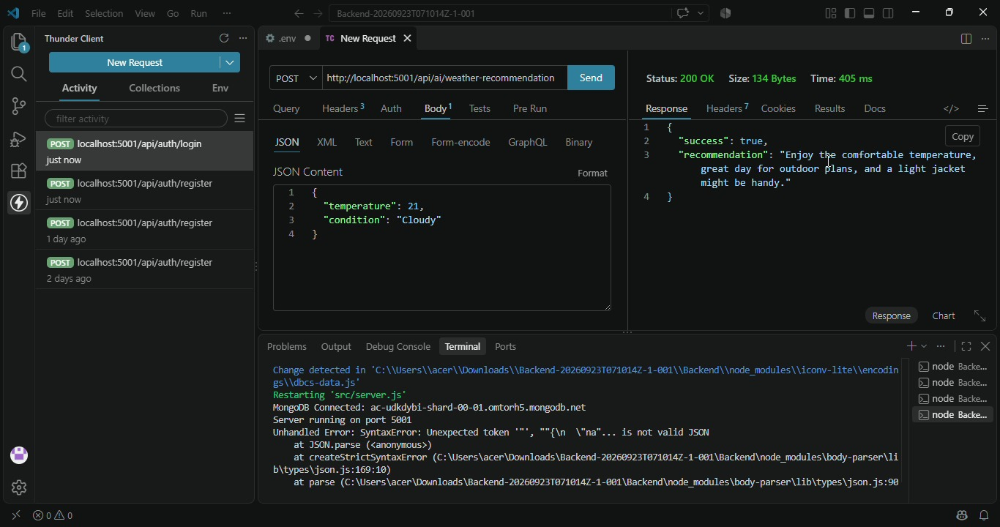 File Edit Selection View Go Run ···
Backend-20260923T071014Z-1-001
Thunder Client
New Request
Activity Collections Env
filter activity
POST localhost:5001/api/auth/login
just now
POST localhost:5001/api/auth/register
just now
POST localhost:5001/api/auth/register
1 day ago
POST localhost:5001/api/auth/register
2 days ago
1
.env
TC New Request
POST http://localhost:5001/api/ai/weather-recommendation Send
Query Headers 3 Auth Body 1 Tests Pre Run
JSON XML Text Form Form-encode GraphQL Binary
JSON Content Format
1 {
2 "temperature": 21,
3 "condition": "Cloudy"
4 }
Status: 200 OK Size: 134 Bytes Time: 405 ms
Response Headers 7 Cookies Results Docs </>
Copy
1 {
2 "success": true,
3 "recommendation": "Enjoy the comfortable temperature,
great day for outdoor plans, and a light jacket
might be handy."
4 }
Response Chart
Problems Output Debug Console Terminal Ports
Change detected in 'C:\\Users\\acer\\Downloads\\Backend-20260923T071014Z-1-001\\Backend\\node_modules\\iconv-lite\\encodin
gs\\dbcs-data.js'
Restarting 'src/server.js'
MongoDB Connected: ac-udkdybi-shard-00-01.omtorh5.mongodb.net
Server running on port 5001
Unhandled Error: SyntaxError: Unexpected token '"', ""{\n  \"na"... is not valid JSON
at JSON.parse (<anonymous>)
at createStrictSyntaxError (C:\Users\acer\Downloads\Backend-20260923T071014Z-1-001\Backend\node_modules\body-parser\li
b\types\json.js:169:10)
at parse (C:\Users\acer\Downloads\Backend-20260923T071014Z-1-001\Backend\node_modules\body-parser\lib\types\json.js:90
node Backe...
node Backe...
node Backe...
node Backe...
0 0